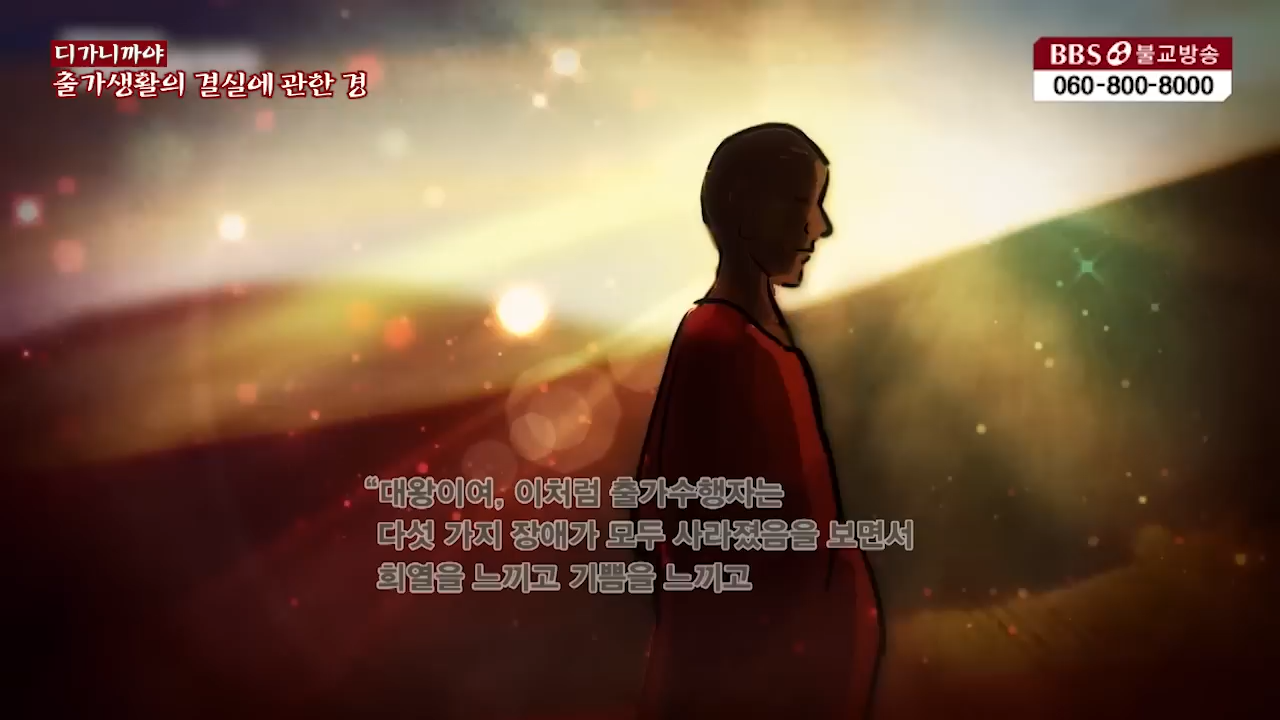 디가니까야
출가생활의 결실에 관한 경
BBS 불교방송
060-800-8000
“대왕이여, 이처럼 출가수행자는
다섯 가지 장애가 모두 사라졌음을 보면서
희열을 느끼고 기쁨을 느끼고